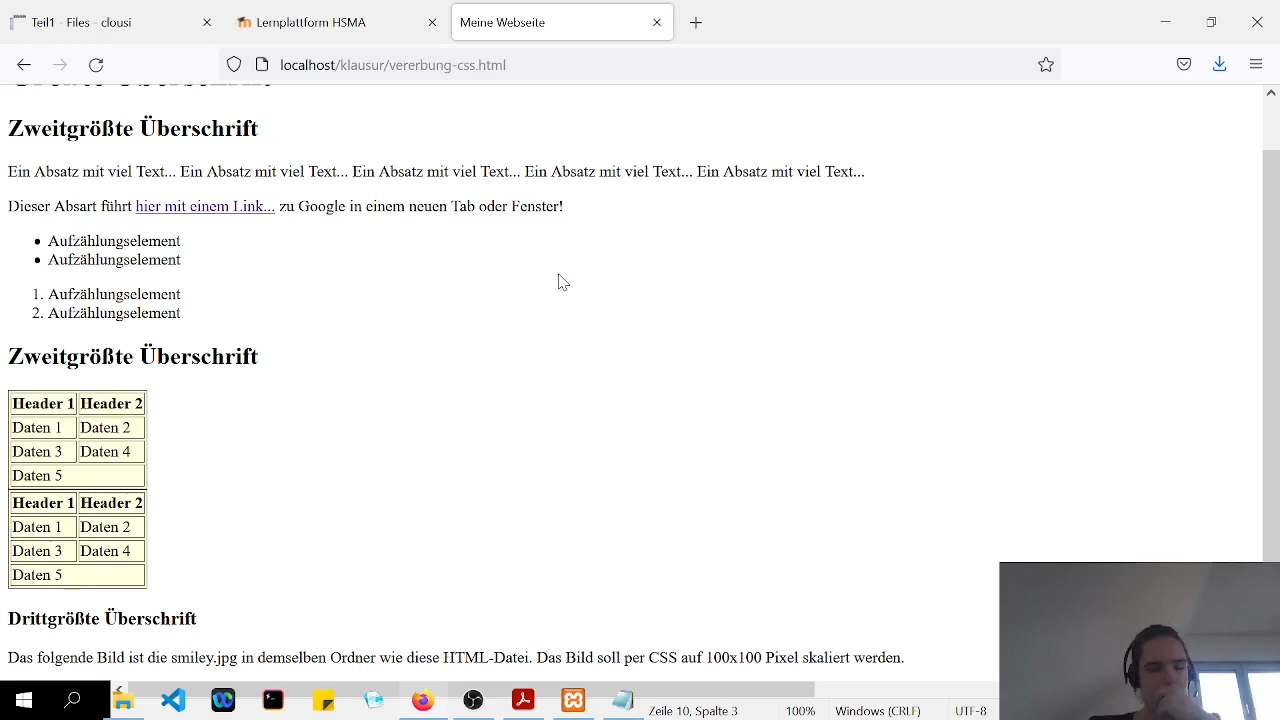 Teil1 - Files - clousi
Lernplattform HSMA
Meine Webseite
localhost/klausur/vererbung-css.html
Zweitgrößte Überschrift
Ein Absatz mit viel Text... Ein Absatz mit viel Text... Ein Absatz mit viel Text... Ein Absatz mit viel Text... Ein Absatz mit viel Text...
Dieser Absart führt hier mit einem Link... zu Google in einem neuen Tab oder Fenster!
• Aufzählungselement
• Aufzählungselement
1. Aufzählungselement
2. Aufzählungselement
Zweitgrößte Überschrift
Header 1 Header 2
Daten 1 Daten 2
Daten 3 Daten 4
Daten 5
Header 1 Header 2
Daten 1 Daten 2
Daten 3 Daten 4
Daten 5
Drittgrößte Überschrift
Das folgende Bild ist die smiley.jpg in demselben Ordner wie diese HTML-Datei. Das Bild soll per CSS auf 100x100 Pixel skaliert werden.
Zeile 10, Spalte 3 100% Windows (CRLF) UTF-8